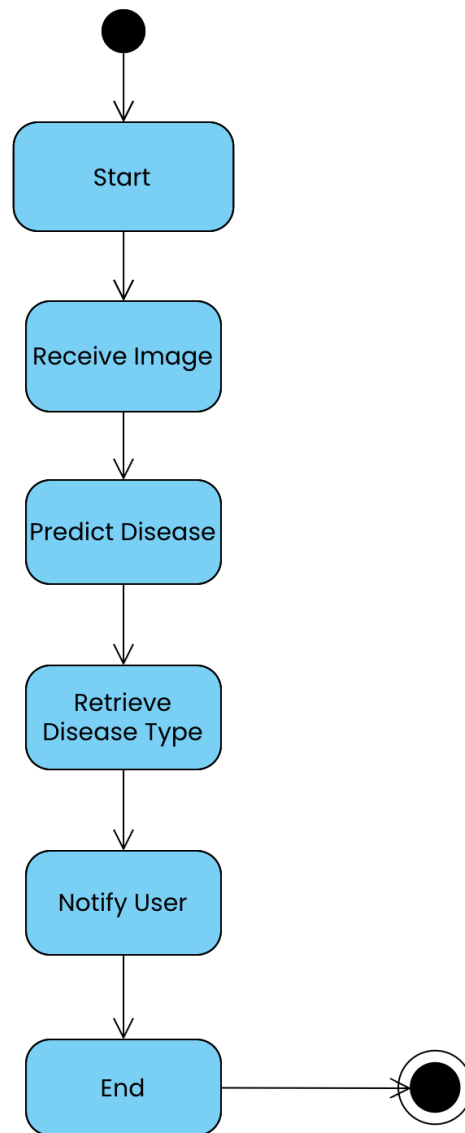 Start
Receive Image
Predict Disease
Retrieve
Disease Type
Notify User
End